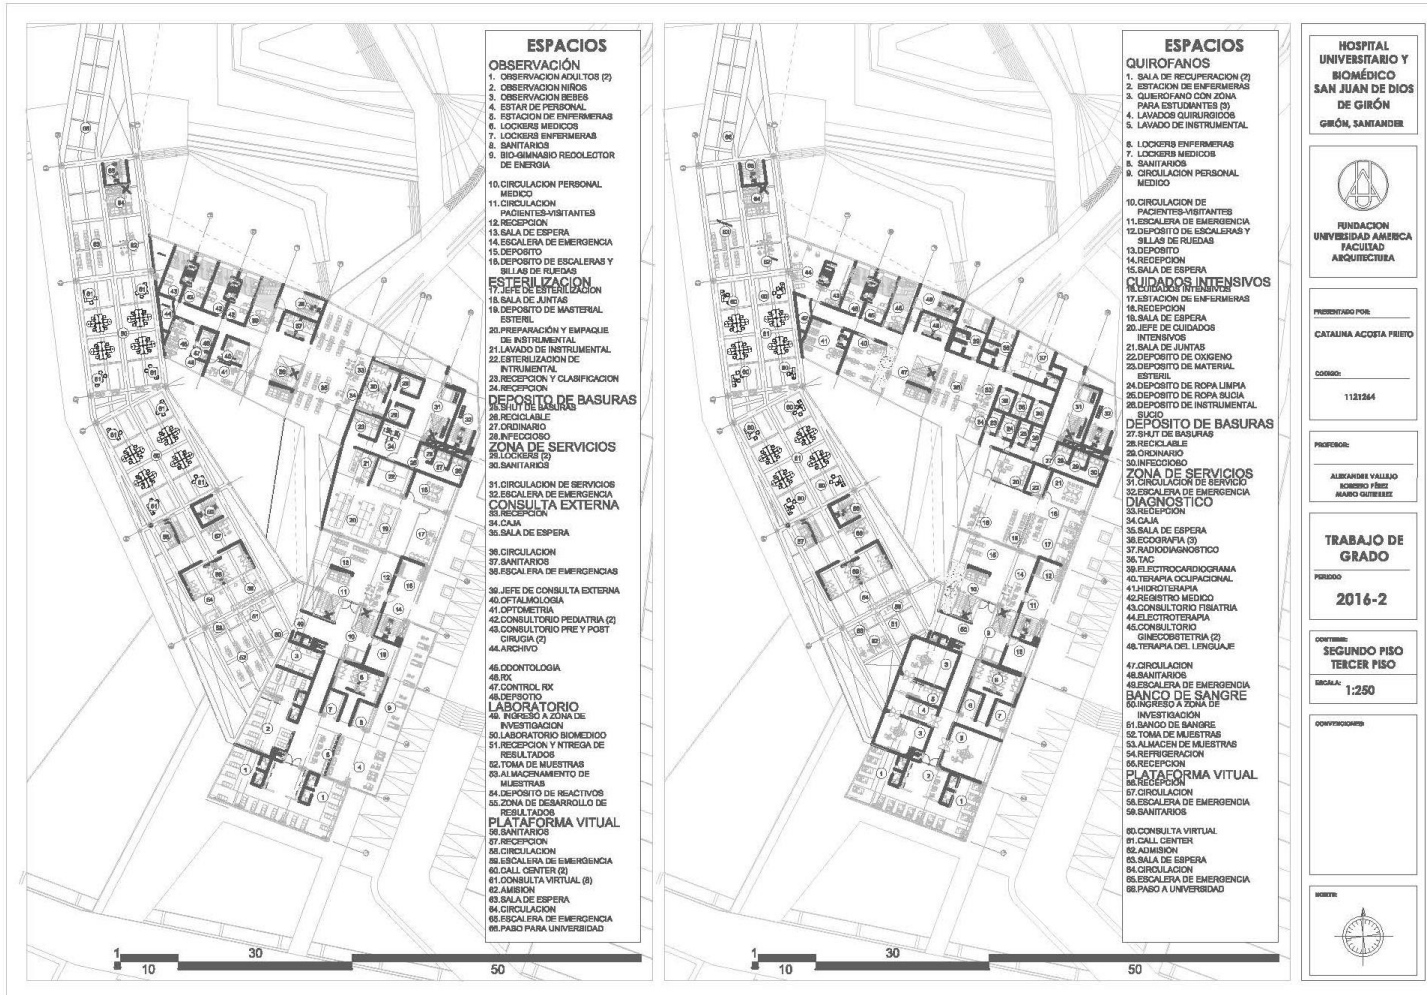 ESPACIOS
OBSERVACIÓN
1. OBSERVACION ADULTOS (2)
2. OBSERVACION NIÑOS
3. OBSERVACION BEBES
4. ESTAR DE PERSONAL
5. ESTACION DE ENFERMERAS
6. LOCKERS MEDICOS
7. LOCKERS ENFERMERAS
8. SANITARIOS
9. BIO-GIMNASIO RECOLECTOR
DE ENERGIA
10. CIRCULACION PERSONAL
MEDICO
11. CIRCULACION
PACIENTES-VISITANTES
12. RECEPCION
13. SALA DE ESPERA
14. ESCALERA DE EMERGENCIA
15. DEPOSITO
16. DEPOSITO DE ESCALERAS Y
SILLAS DE RUEDAS
ESTERILIZACION
17. JEFE DE ESTERILIZACION
18. SALA DE JUNTAS
19. DEPOSITO DE MASTERIAL
ESTERIL
20. PREPARACIÓN Y EMPAQUE
DE INSTRUMENTAL
21. LAVADO DE INSTRUMENTAL
22. ESTERILIZACION DE
INTRUMENTAL
23. RECEPCION Y CLASIFICACION
24. RECEPCION
DEPOSITO DE BASURAS
25. SHUT DE BASURAS
26. RECICLABLE
27. ORDINARIO
28. INFECCIOSO
ZONA DE SERVICIOS
29. LOCKERS (2)
30. SANITARIOS
31. CIRCULACION DE SERVICIOS
32. ESCALERA DE EMERGENCIA
CONSULTA EXTERNA
33. RECEPCION
34. CAJA
35. SALA DE ESPERA
36. CIRCULACION
37. SANITARIOS
38. ESCALERA DE EMERGENCIAS
39. JEFE DE CONSULTA EXTERNA
40. OFTALMOLOGIA
41. OPTOMETRIA
42. CONSULTORIO PEDIATRIA (2)
43. CONSULTORIO PRE Y POST
CIRUGIA (2)
44. ARCHIVO
45. ODONTOLOGIA
46. RX
47. CONTROL RX
48. DEPSOTIO
LABORATORIO
49. INGRESO A ZONA DE
INVESTIGACION
50. LABORATORIO BIOMEDICO
51. RECEPCION Y NTREGA DE
RESULTADOS
52. TOMA DE MUESTRAS
53. ALMACENAMIENTO DE
MUESTRAS
54. DEPOSITO DE REACTIVOS
55. ZONA DE DESARROLLO DE
RESULTADOS
PLATAFORMA VITUAL
56. SANITARIOS
57. RECEPCION
58. CIRCULACION
59. ESCALERA DE EMERGENCIA
60. CALL CENTER (2)
61. CONSULTA VIRTUAL (8)
62. AMISION
63. SALA DE ESPERA
64. CIRCULACION
65. ESCALERA DE EMERGENCIA
66. PASO PARA UNIVERSIDAD
1 30
10 50
ESPACIOS
QUIROFANOS
1. SALA DE RECUPERACION (2)
2. ESTACION DE ENFERMERAS
3. QUIEROFANO CON ZONA
PARA ESTUDIANTES (3)
4. LAVADOS QUIRURGICOS
5. LAVADO DE INSTRUMENTAL
6. LOCKERS ENFERMERAS
7. LOCKERS MEDICOS
8. SANITARIOS
9. CIRCULACION PERSONAL
MEDICO
10. CIRCULACION DE
PACIENTES-VISITANTES
11. ESCALERA DE EMERGENCIA
12. DEPOSITO DE ESCALERAS Y
SILLAS DE RUEDAS
13. DEPOSITO
14. RECEPCION
15. SALA DE ESPERA
CUIDADOS INTENSIVOS
16. CUIDADOS INTENSIVOS
17. ESTACION DE ENFERMERAS
18. RECEPCION
19. SALA DE ESPERA
20. JEFE DE CUIDADOS
INTENSIVOS
21. SALA DE JUNTAS
22. DEPOSITO DE OXIGENO
23. DEPOSITO DE MATERIAL
ESTERIL
24. DEPOSITO DE ROPA LIMPIA
25. DEPOSITO DE ROPA SUCIA
26. DEPOSITO DE INSTRUMENTAL
SUCIO
DEPOSITO DE BASURAS
27. SHUT DE BASURAS
28. RECICLABLE
29. ORDINARIO
30. INFECCIOSO
ZONA DE SERVICIOS
31. CIRCULACION DE SERVICIO
32. ESCALERA DE EMERGENCIA
DIAGNOSTICO
33. RECEPCION
34. CAJA
35. SALA DE ESPERA
36. ECOGRAFIA (3)
37. RADIODIAGNOSTICO
38. TAC
39. ELECTROCARDIOGRAMA
40. TERAPIA OCUPACIONAL
41. HIDROTERAPIA
42. REGISTRO MEDICO
43. CONSULTORIO FISIATRIA
44. ELECTROTERAPIA
45. CONSULTORIO
GINECOBSTETRIA (2)
46. TERAPIA DEL LENGUAJE
47. CIRCULACION
48. SANITARIOS
49. ESCALERA DE EMERGENCIA
BANCO DE SANGRE
50. INGRESO A ZONA DE
INVESTIGACIÓN
51. BANCO DE SANGRE
52. TOMA DE MUESTRAS
53. ALMACEN DE MUESTRAS
54. REFRIGERACION
55. RECEPCION
PLATAFORMA VITUAL
56. RECEPCION
57. CIRCULACION
58. ESCALERA DE EMERGENCIA
59. SANITARIOS
60. CONSULTA VIRTUAL
61. CALL CENTER
62. ADMISIÓN
63. SALA DE ESPERA
64. CIRCULACION
65. ESCALERA DE EMERGENCIA
66. PASO A UNIVERSIDAD
1 30
10 50
HOSPITAL
UNIVERSITARIO Y
BIOMÉDICO
SAN JUAN DE DIOS
DE GIRÓN
GIRÓN, SANTANDER
FUNDACION
UNIVERSIDAD AMERICA
FACULTAD
ARQUITECTURA
PRESENTADO POR:
CATALINA ACOSTA PRIETO
CODIGO:
1121264
PROFESOR:
ALEXANDER VALLEJO
ROBERTO PÉREZ
MARIO GUTIERREZ
TRABAJO DE
GRADO
PERIODO
2016-2
CONTIENE:
SEGUNDO PISO
TERCER PISO
ESCALA:
1:250
CONVENCIONES:
NORTE: